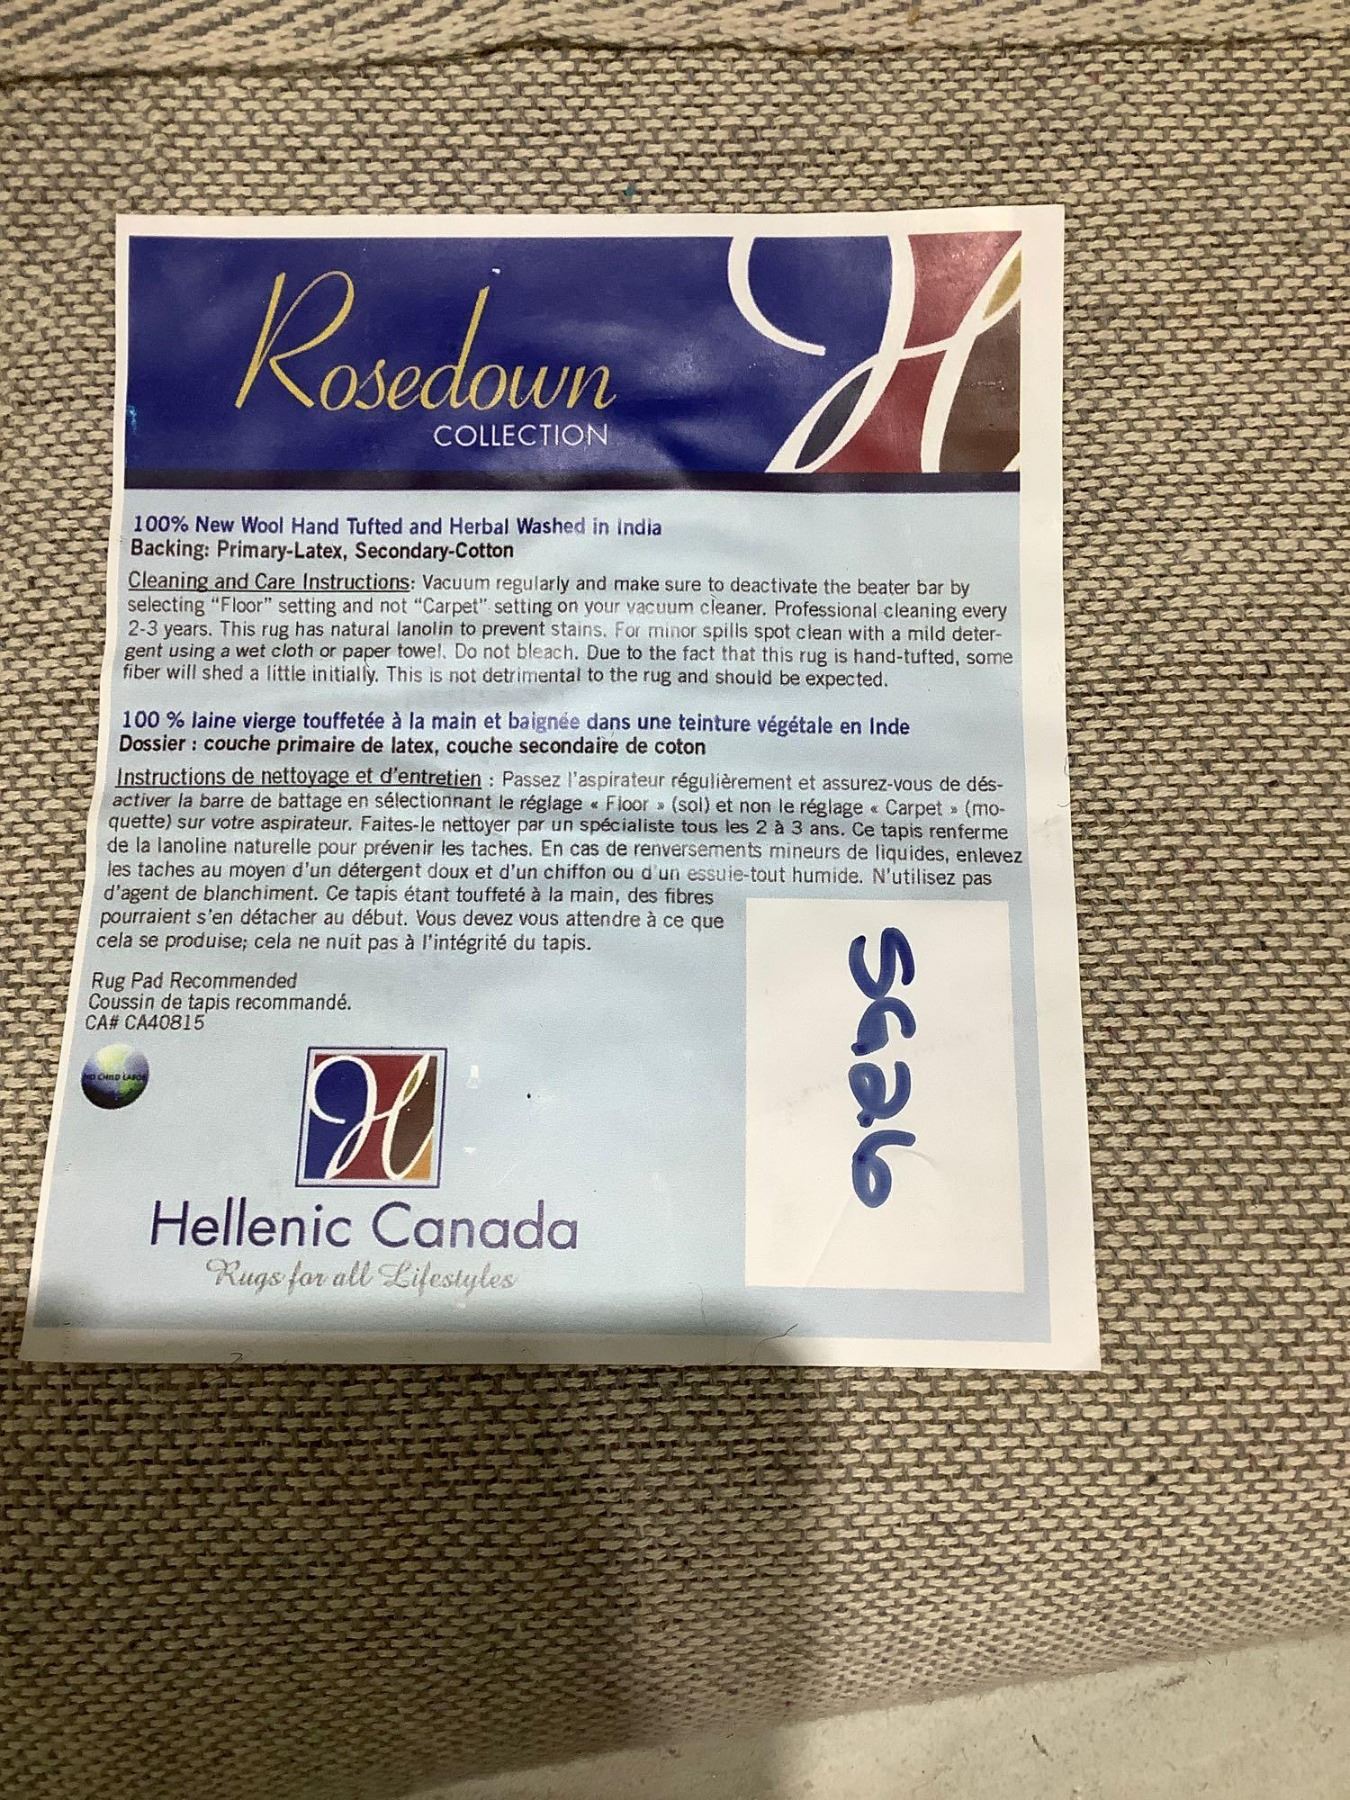 Rosedown
COLLECTION
100% New Wool Hand Tufted and Herbal Washed in India
Backing: Primary-Latex, Secondary-Cotton
Cleaning and Care Instructions: Vacuum regularly and make sure to deactivate the beater bar by
selecting “Floor” setting and not “Carpet” setting on your vacuum cleaner. Professional cleaning every
2-3 years. This rug has natural lanolin to prevent stains. For minor spills spot clean with a mild deter-
gent using a wet cloth or paper towel. Do not bleach. Due to the fact that this rug is hand-tufted, some
fiber will shed a little initially. This is not detrimental to the rug and should be expected.
100 % laine vierge touffetée à la main et baignée dans une teinture végétale en Inde
Dossier : couche primaire de latex, couche secondaire de coton
Instructions de nettoyage et d'entretien : Passez l'aspirateur régulièrement et assurez-vous de dés-
activer la barre de battage en sélectionnant le réglage « Floor » (sol) et non le réglage « Carpet » (mo-
quette) sur votre aspirateur. Faites-le nettoyer par un spécialiste tous les 2 à 3 ans. Ce tapis renferme
de la lanoline naturelle pour prévenir les taches. En cas de renversements mineurs de liquides, enlevez
les taches au moyen d'un détergent doux et d'un chiffon ou d'un essuie-tout humide. N'utilisez pas
d'agent de blanchiment. Ce tapis étant touffeté à la main, des fibres
pourraient s'en détacher au début. Vous devez vous attendre à ce que
cela se produise; cela ne nuit pas à l'intégrité du tapis.
Rug Pad Recommended
Coussin de tapis recommandé.
CA# CA40815
NO CHILD LABOR
H
Hellenic Canada
Rugs for all Lifestyles
SG26